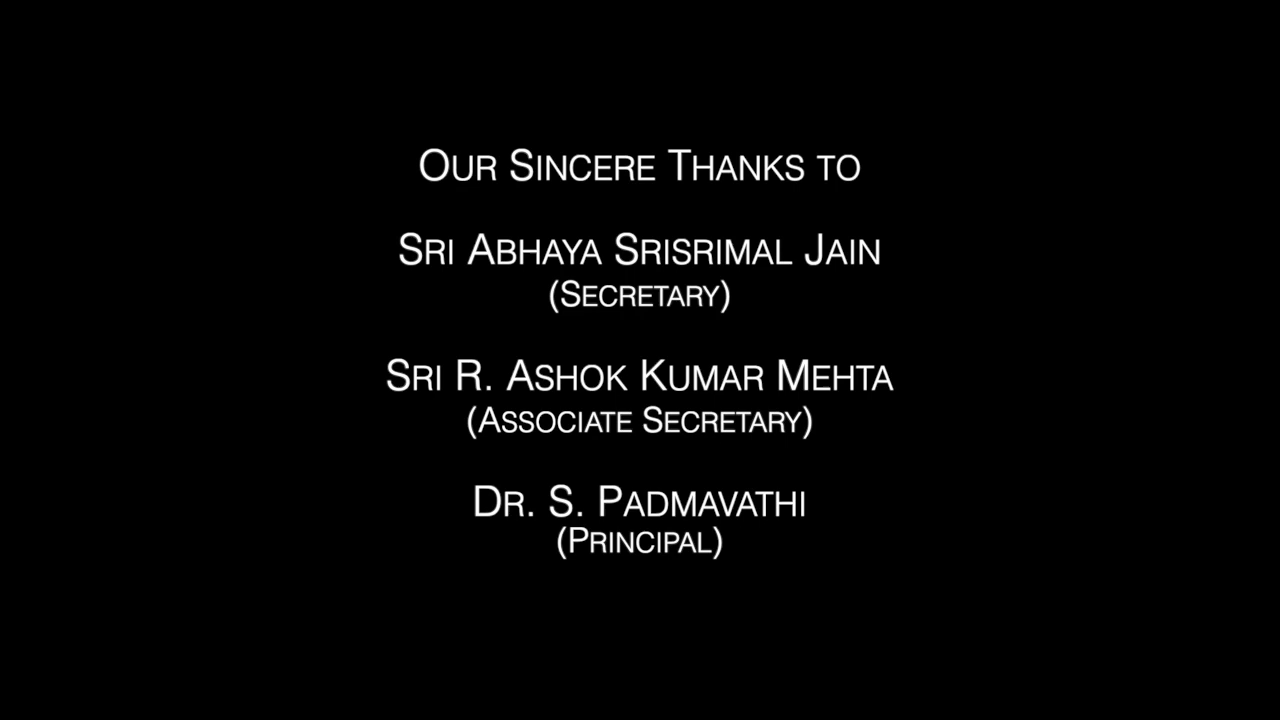 Our Sincere Thanks to
Sri Abhaya Srisrimal Jain
(Secretary)
Sri R. Ashok Kumar Mehta
(Associate Secretary)
Dr. S. Padmavathi
(Principal)